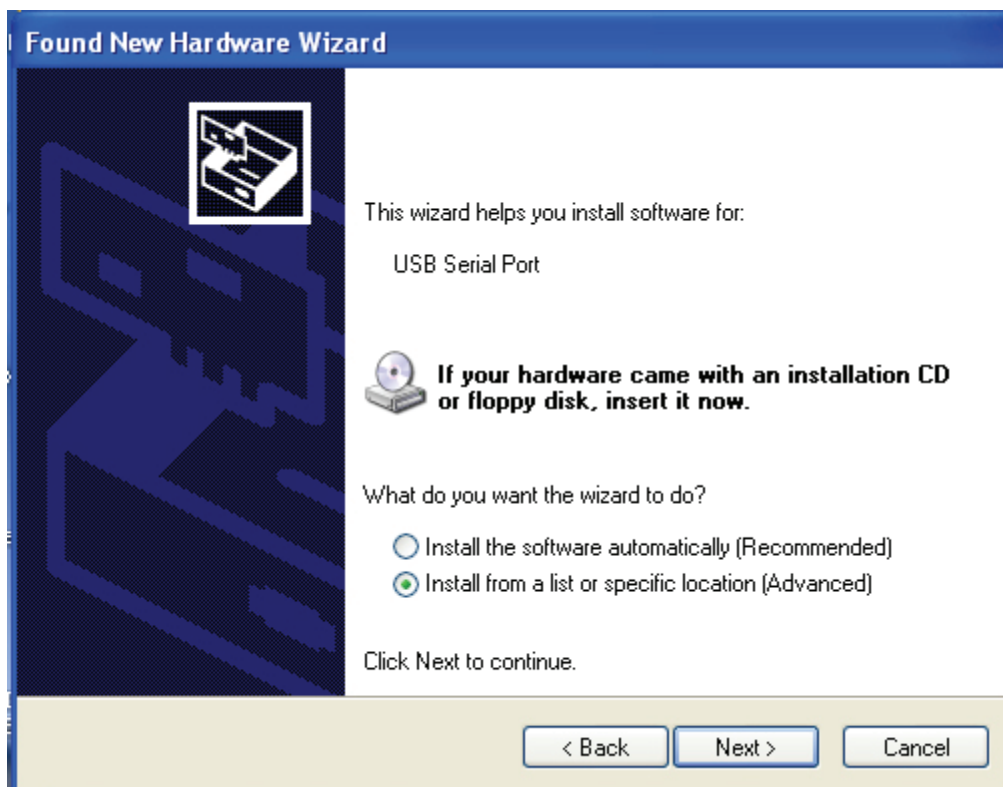 Found New Hardware Wizard
This wizard helps you install software for:
USB Serial Port
If your hardware came with an installation CD
or floppy disk, insert it now.
What do you want the wizard to do?
Install the software automatically (Recommended)
Install from a list or specific location (Advanced)
Click Next to continue.
< Back
Next >
Cancel